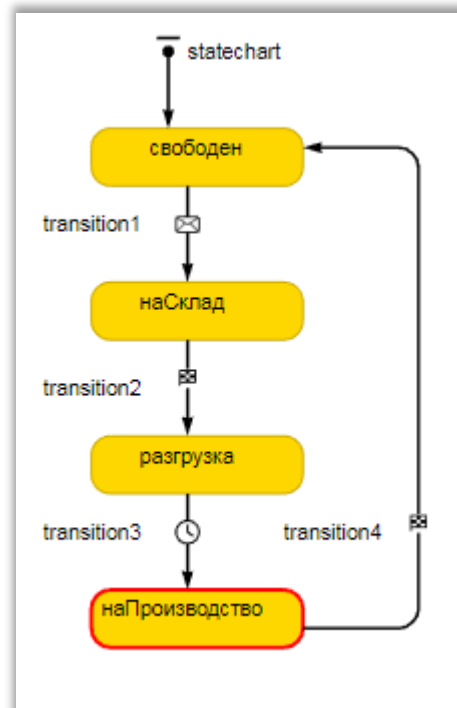 statechart
свободен
transition1
наСклад
transition2
разгрузка
transition3
transition4
наПроизводство